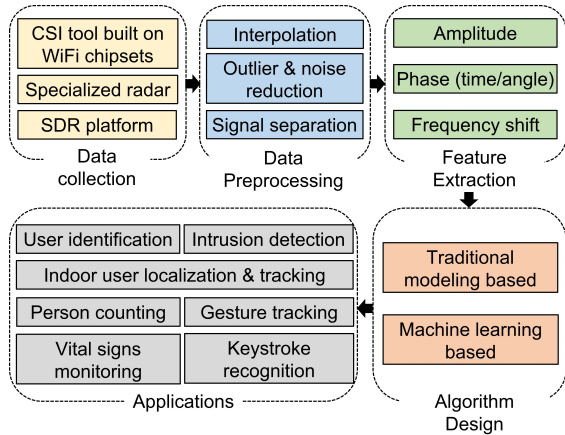 CSI tool built on
WiFi chipsets
Specialized radar
SDR platform
Data
collection
Interpolation
Outlier & noise
reduction
Signal separation
Data
Preprocessing
Amplitude
Phase (time/angle)
Frequency shift
Feature
Extraction
Traditional
modeling based
Machine learning
based
Algorithm
Design
User identification
Intrusion detection
Indoor user localization & tracking
Person counting
Gesture tracking
Vital signs
monitoring
Keystroke
recognition
Applications